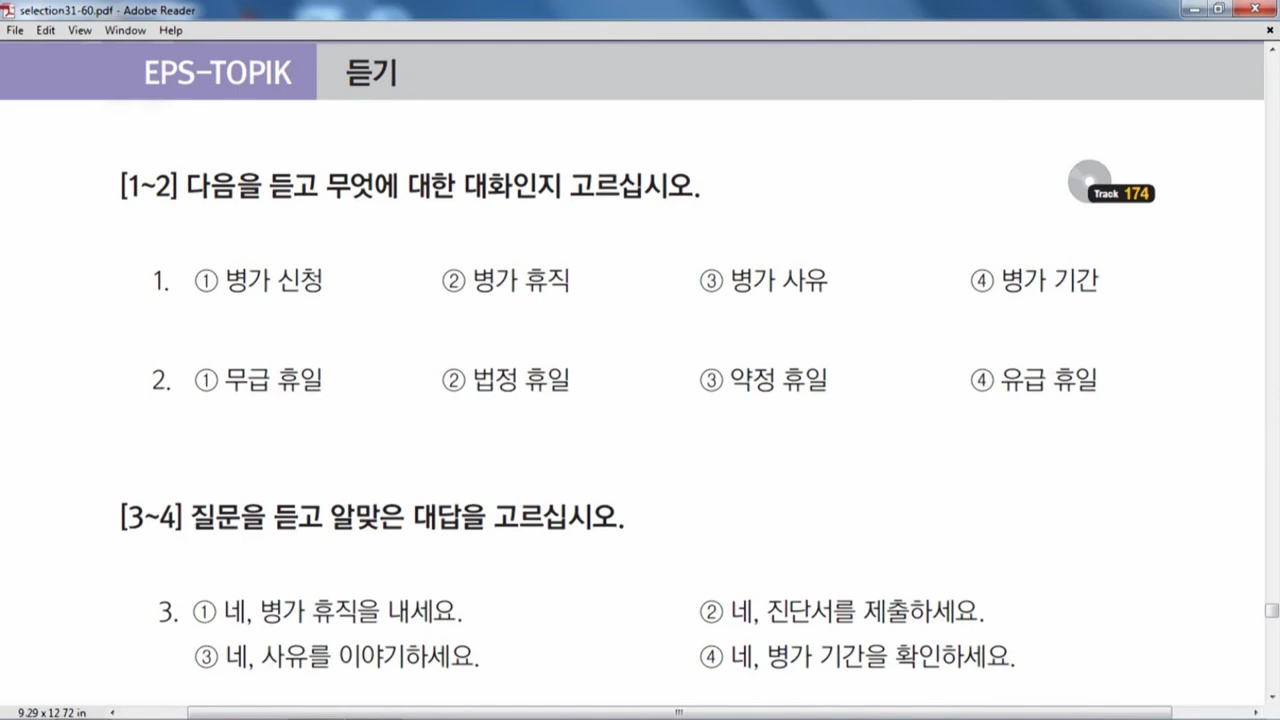 selection31-60.pdf - Adobe Reader
File Edit View Window Help
EPS-TOPIK 듣기
[1~2] 다음을 듣고 무엇에 대한 대화인지 고르십시오.
Track 174
1. ① 병가 신청 ② 병가 휴직 ③ 병가 사유 ④ 병가 기간
2. ① 무급 휴일 ② 법정 휴일 ③ 약정 휴일 ④ 유급 휴일
[3~4] 질문을 듣고 알맞은 대답을 고르십시오.
3. ① 네, 병가 휴직을 내세요. ② 네, 진단서를 제출하세요.
③ 네, 사유를 이야기하세요. ④ 네, 병가 기간을 확인하세요.
9.29 x 12.72 in